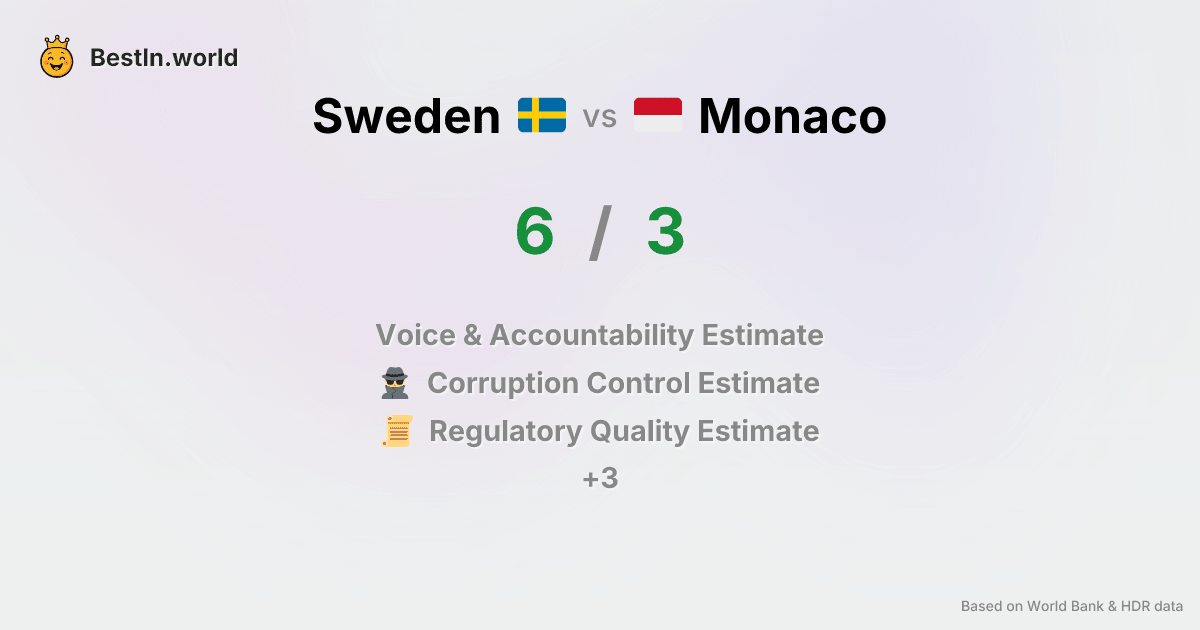 BestIn.world
Sweden vs Monaco
6 / 3
Voice & Accountability Estimate
Corruption Control Estimate
Regulatory Quality Estimate
+3
Based on World Bank & HDR data